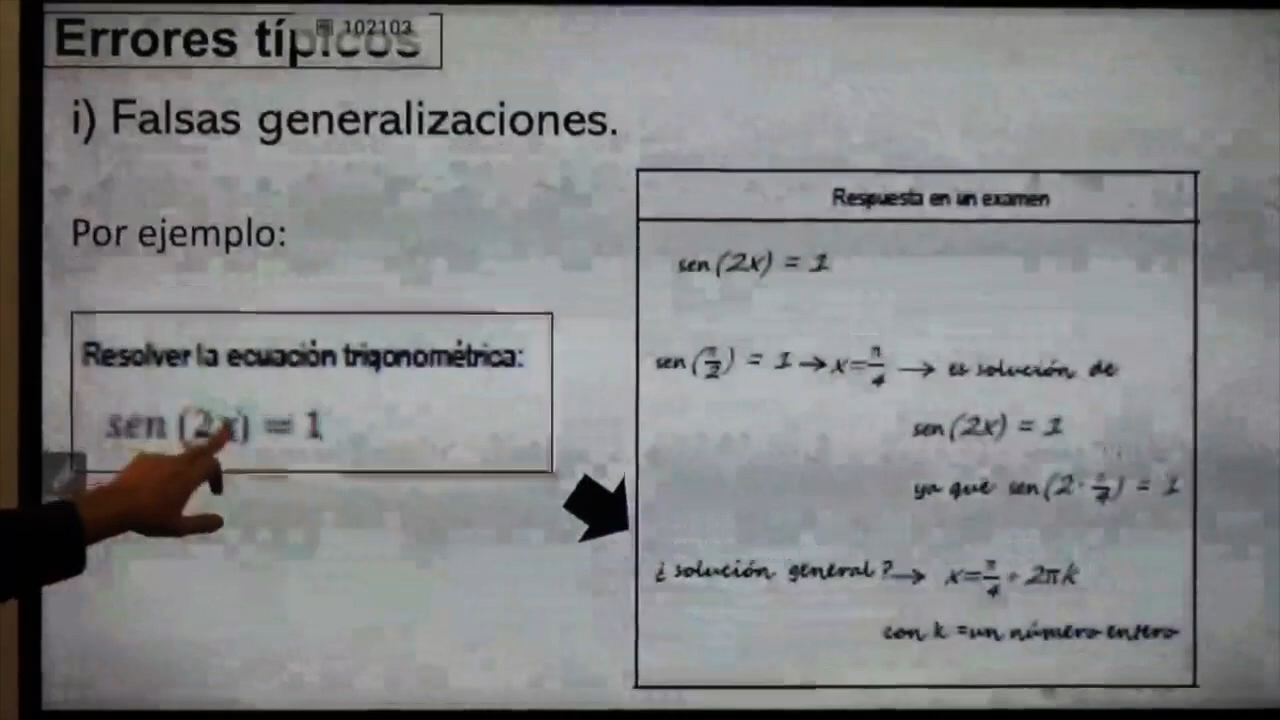 Errores típicos
102103
i) Falsas generalizaciones.
Por ejemplo:
Resolver la ecuación trigonométrica:
sen (2x) = 1
Respuesta en un examen
sen (2x) = 1
sen (π/2) = 1 → x = π/4 → es solución de
sen (2x) = 1
ya que sen (2 · π/4) = 1
¿solución general? → x = π/4 + 2πk
con k = un número entero